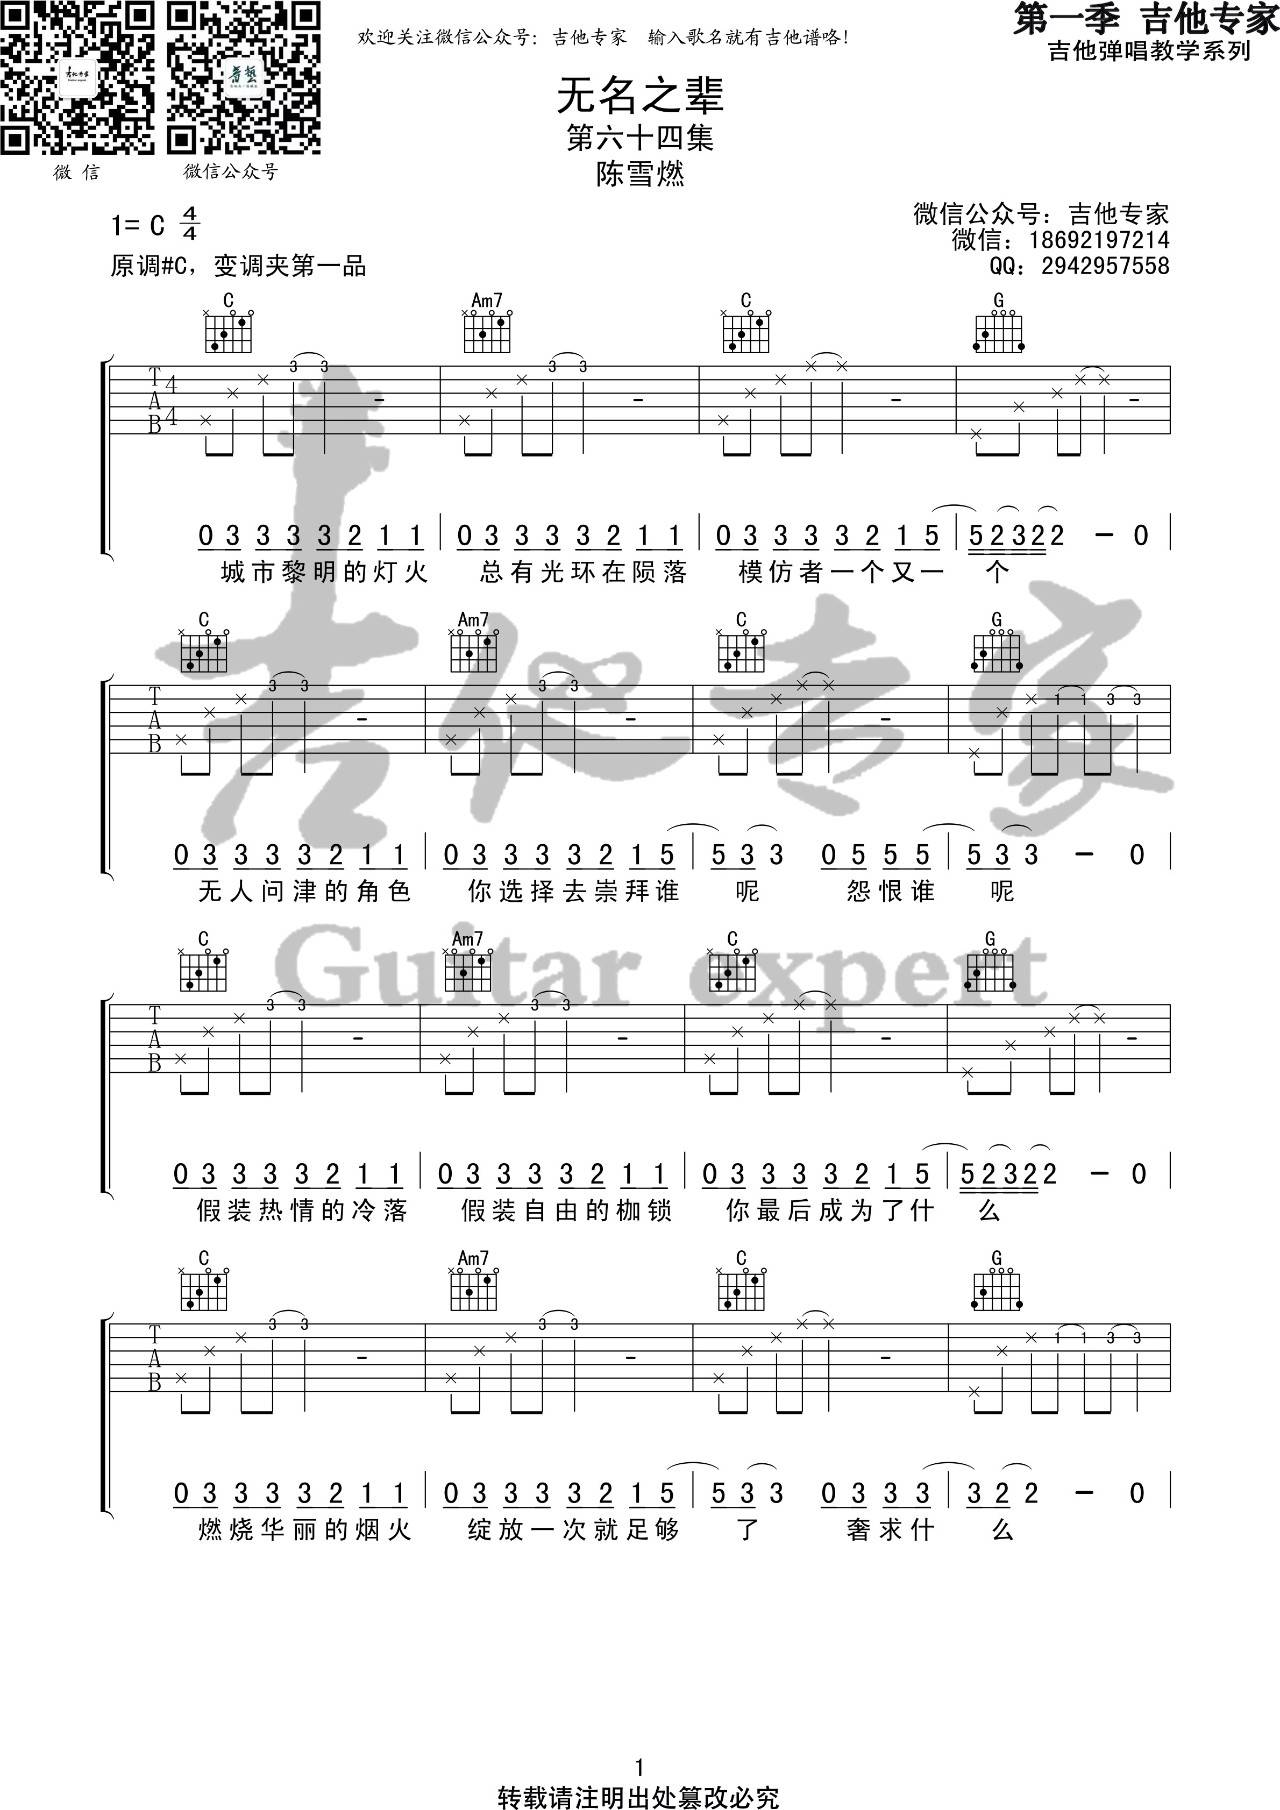 欢迎关注微信公众号：吉他专家 输入歌名就有吉他谱咯！
第一季 吉他专家
吉他弹唱教学系列
微 信
微信公众号
无名之辈
第六十四集
陈雪燃
1= C 4/4
原调#C，变调夹第一品
微信公众号：吉他专家
微信：18692197214
QQ：2942957558
C Am7 C G
3 3 3 3
T A B 4 4
0 3 3 3 3 2 1 1 | 0 3 3 3 3 2 1 1 | 0 3 3 3 3 2 1 5 | 5 2 3 2 2 － 0 |
城市黎明的灯火 总有光环在陨落 模仿者一个又一 个
吉他专家
C Am7 C G
3 3 3 3 1 1 3 3
T A B
0 3 3 3 3 2 1 1 | 0 3 3 3 3 2 1 5 | 5 3 3 0 5 5 5 | 5 3 3 － 0 |
无人问津的角色 你选择去崇拜谁 呢 怨恨谁 呢
Guitar expert
C Am7 C G
3 3 3 3
T A B
0 3 3 3 3 2 1 1 | 0 3 3 3 3 2 1 1 | 0 3 3 3 3 2 1 5 | 5 2 3 2 2 － 0 |
假装热情的冷落 假装自由的枷锁 你最后成为了什 么
C Am7 C G
3 3 3 3 1 1 3 3
T A B
0 3 3 3 3 2 1 1 | 0 3 3 3 3 2 1 5 | 5 3 3 0 3 3 3 | 3 2 2 － 0 |
燃烧华丽的烟火 绽放一次就足够 了 奢求什 么
1
转载请注明出处篡改必究